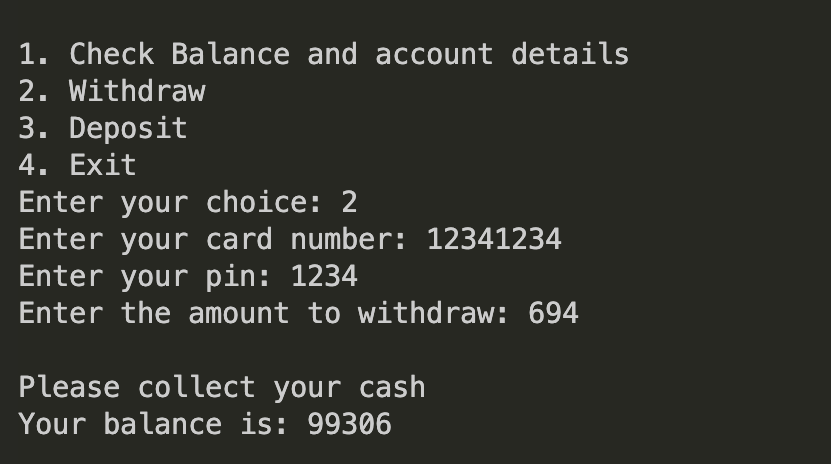 1. Check Balance and account details
2. Withdraw
3. Deposit
4. Exit
Enter your choice: 2
Enter your card number: 12341234
Enter your pin: 1234
Enter the amount to withdraw: 694
Please collect your cash
Your balance is: 99306